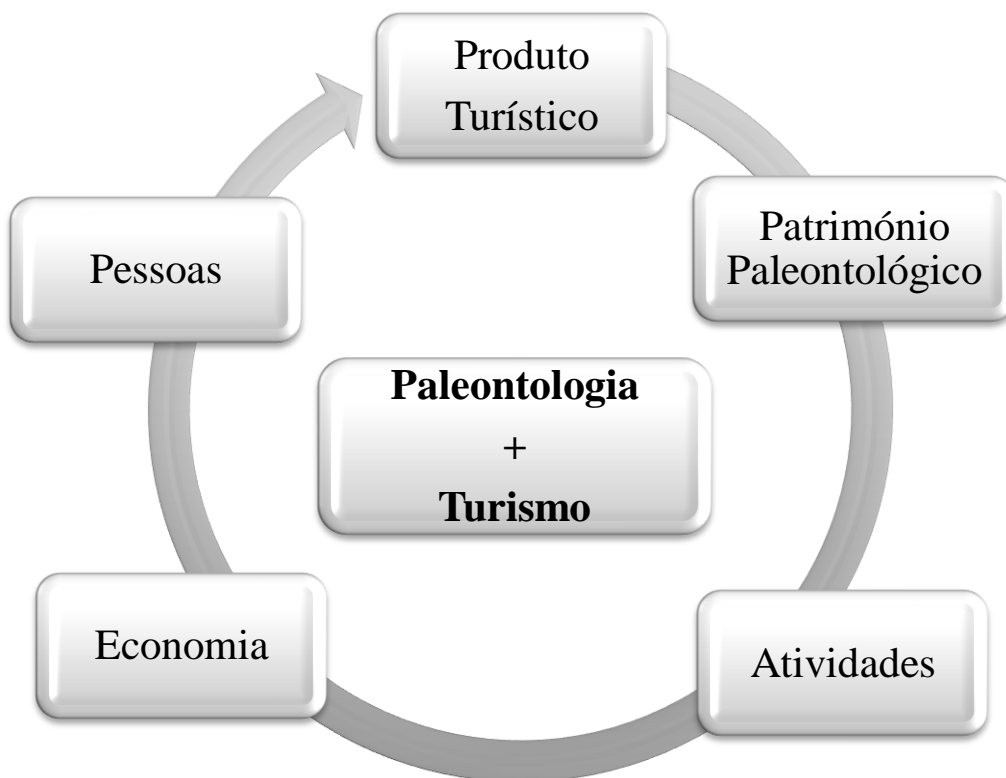 Produto
Turístico
Património
Paleontológico
Atividades
Economia
Pessoas
Paleontologia
+
Turismo